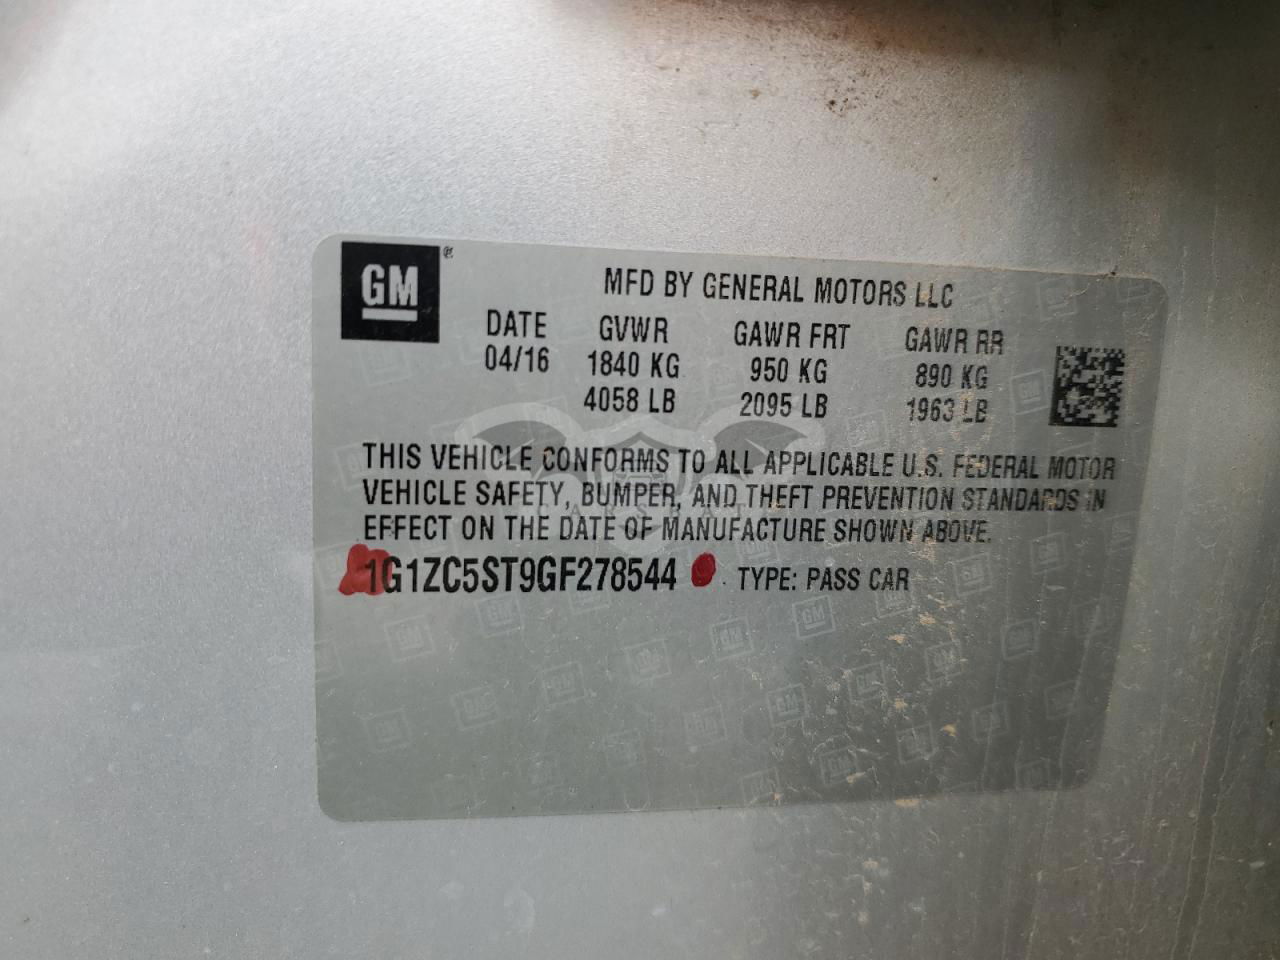 GM®
MFD BY GENERAL MOTORS LLC
DATE GVWR GAWR FRT GAWR RR
04/16 1840 KG 950 KG 890 KG
4058 LB 2095 LB 1963 LB
THIS VEHICLE CONFORMS TO ALL APPLICABLE U.S. FEDERAL MOTOR
VEHICLE SAFETY, BUMPER, AND THEFT PREVENTION STANDARDS IN
EFFECT ON THE DATE OF MANUFACTURE SHOWN ABOVE.
1G1ZC5ST9GF278544 TYPE: PASS CAR